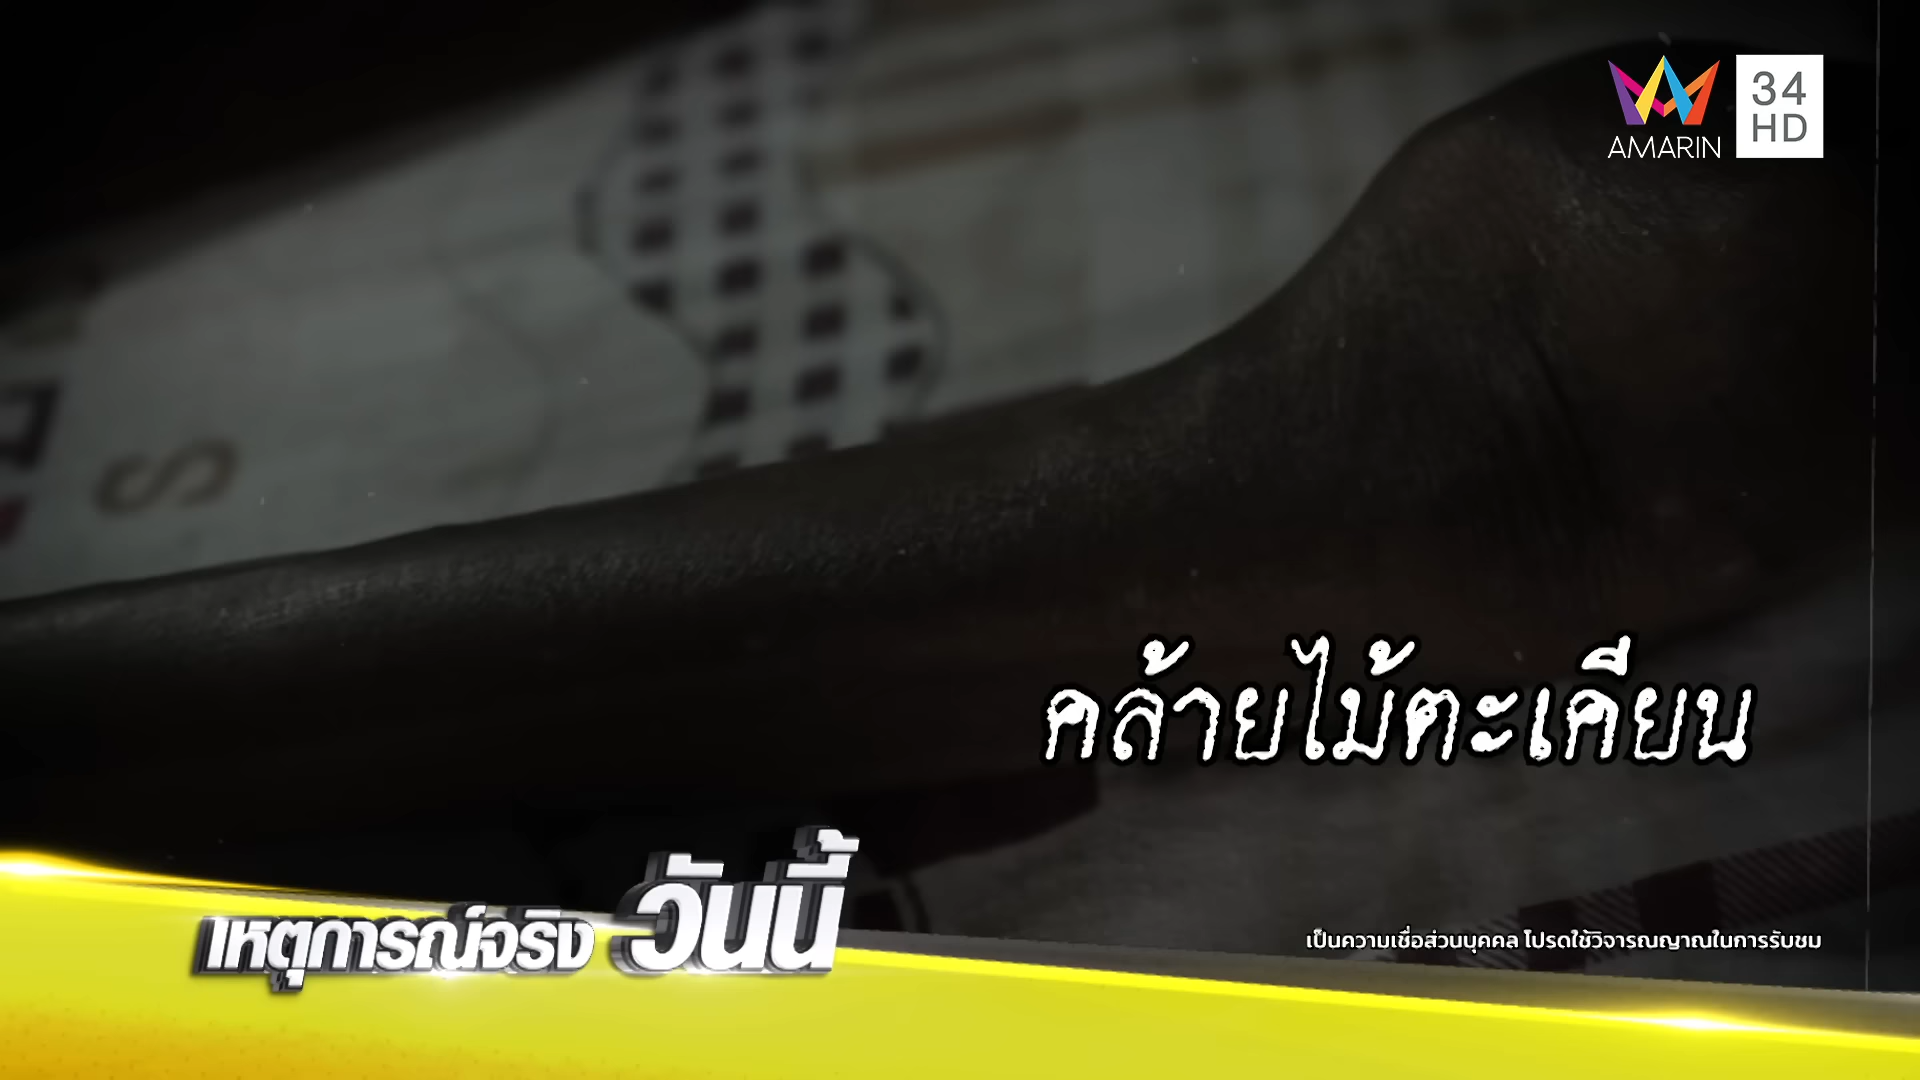 AMARIN
34
HD
S
คล้ายไม้ตะเคียน
เหตุการณ์จริง วันนี้
เป็นความเชื่อส่วนบุคคล โปรดใช้วิจารณญาณในการรับชม